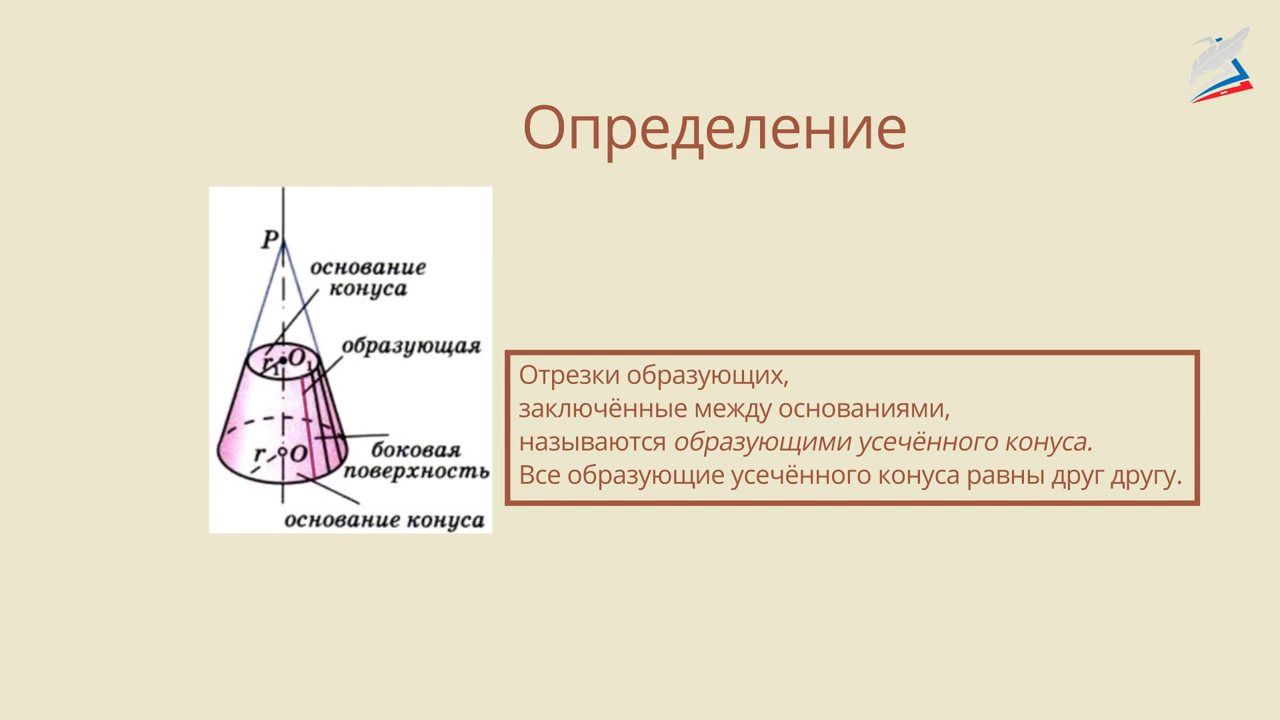 Определение
P
основание
конуса
образующая
r₁ O₁
r O
боковая
поверхность
основание конуса
Отрезки образующих,
заключённые между основаниями,
называются образующими усечённого конуса.
Все образующие усечённого конуса равны друг другу.